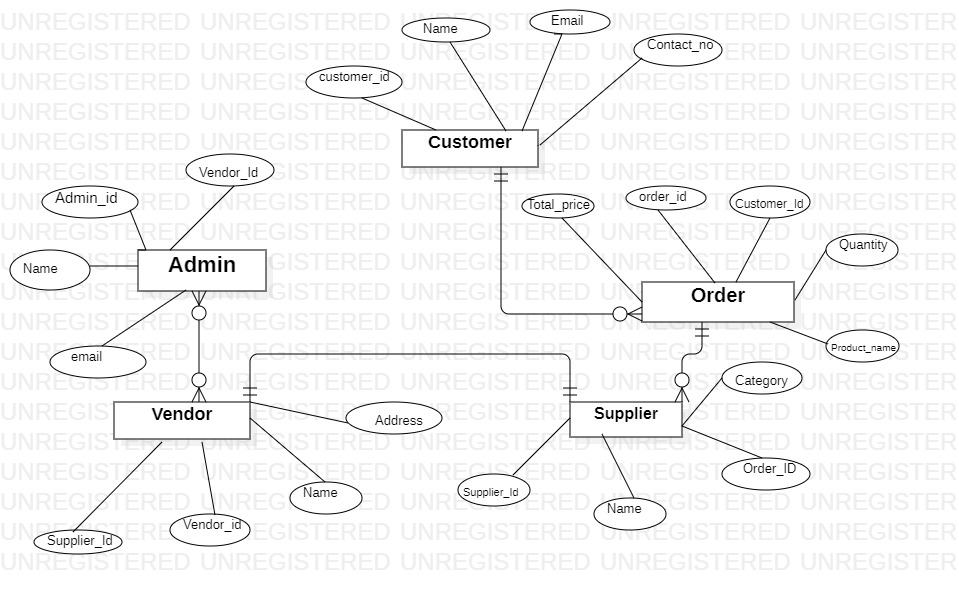 Email
Name
Contact_no
customer_id
Customer
Vendor_Id
Admin_id
Total_price
order_id
Customer_Id
Quantity
Name
Admin
Order
Product_name
email
Category
Vendor
Address
Supplier
Order_ID
Supplier_Id
Name
Name
Vendor_id
Supplier_Id
UNREGISTERED